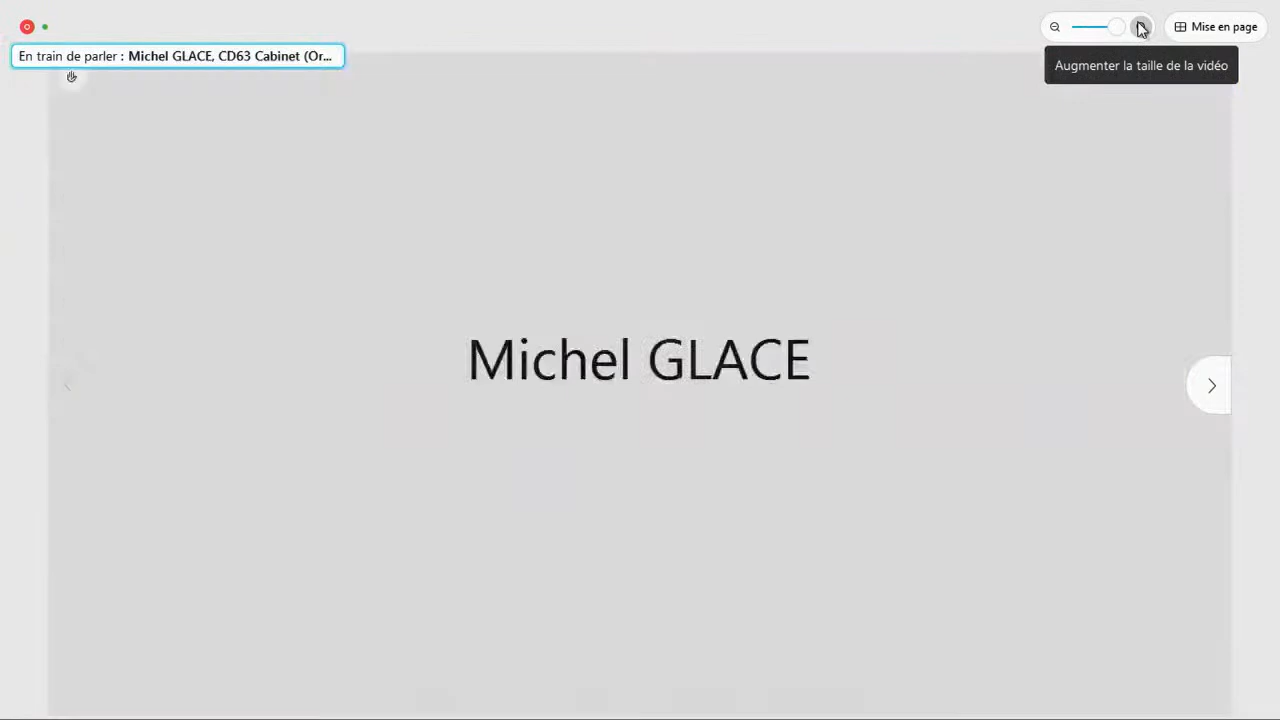 Mise en page
En train de parler : Michel GLACE, CD63 Cabinet (Or...
Augmenter la taille de la vidéo
Michel GLACE